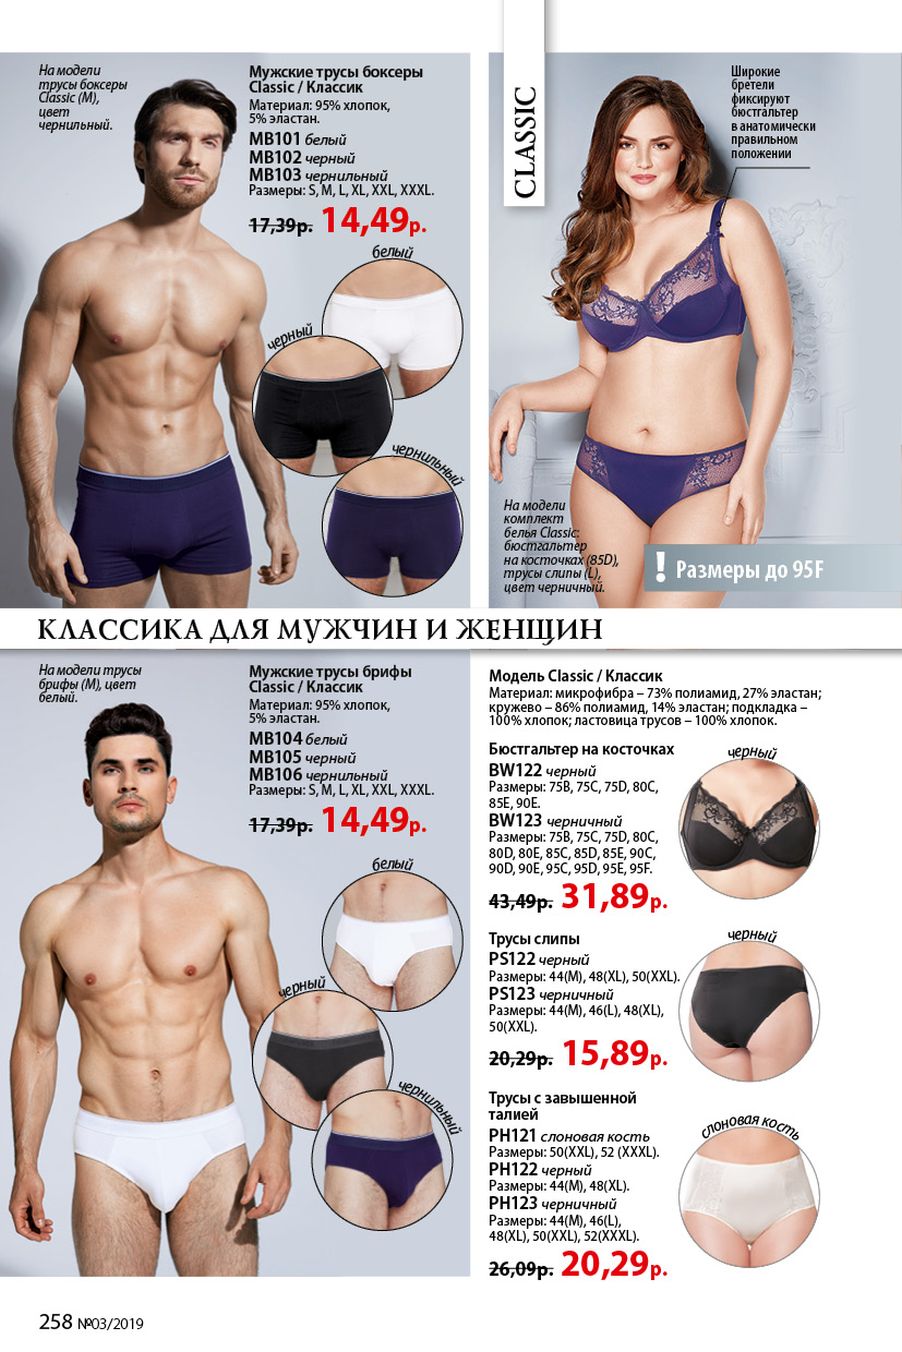 На модели
трусы боксеры
Classic (M),
цвет
чернильный.
Мужские трусы боксеры
Classic / Классик
Материал: 95% хлопок,
5% эластан.
MB101 белый
MB102 черный
MB103 чернильный
Размеры: S, M, L, XL, XXL, XXXL.
17,39р. 14,49р.
белый
черный
чернильный
CLASSIC
Широкие
бретели
фиксируют
бюстгальтер
в анатомически
правильном
положении
На модели
комплект
белья Classic:
бюстгальтер
на косточках (85D),
трусы слипы (L),
цвет черничный.
! Размеры до 95F
КЛАССИКА ДЛЯ МУЖЧИН И ЖЕНЩИН
На модели трусы
брифы (M), цвет
белый.
Мужские трусы брифы
Classic / Классик
Материал: 95% хлопок,
5% эластан.
MB104 белый
MB105 черный
MB106 чернильный
Размеры: S, M, L, XL, XXL, XXXL.
17,39р. 14,49р.
белый
черный
чернильный
Модель Classic / Классик
Материал: микрофибра – 73% полиамид, 27% эластан;
кружево – 86% полиамид, 14% эластан; подкладка –
100% хлопок; ластовица трусов – 100% хлопок.
Бюстгальтер на косточках
BW122 черный
Размеры: 75B, 75C, 75D, 80C,
85E, 90E.
BW123 черничный
Размеры: 75B, 75C, 75D, 80C,
80D, 80E, 85C, 85D, 85E, 90C,
90D, 90E, 95C, 95D, 95E, 95F.
43,49р. 31,89р.
черный
Трусы слипы
PS122 черный
Размеры: 44(M), 48(XL), 50(XXL).
PS123 черничный
Размеры: 44(M), 46(L), 48(XL),
50(XXL).
20,29р. 15,89р.
черный
Трусы с завышенной
талией
PH121 слоновая кость
Размеры: 50(XXL), 52 (XXXL).
PH122 черный
Размеры: 44(M), 48(XL).
PH123 черничный
Размеры: 44(M), 46(L),
48(XL), 50(XXL), 52(XXXL).
26,09р. 20,29р.
слоновая кость
258 №03/2019